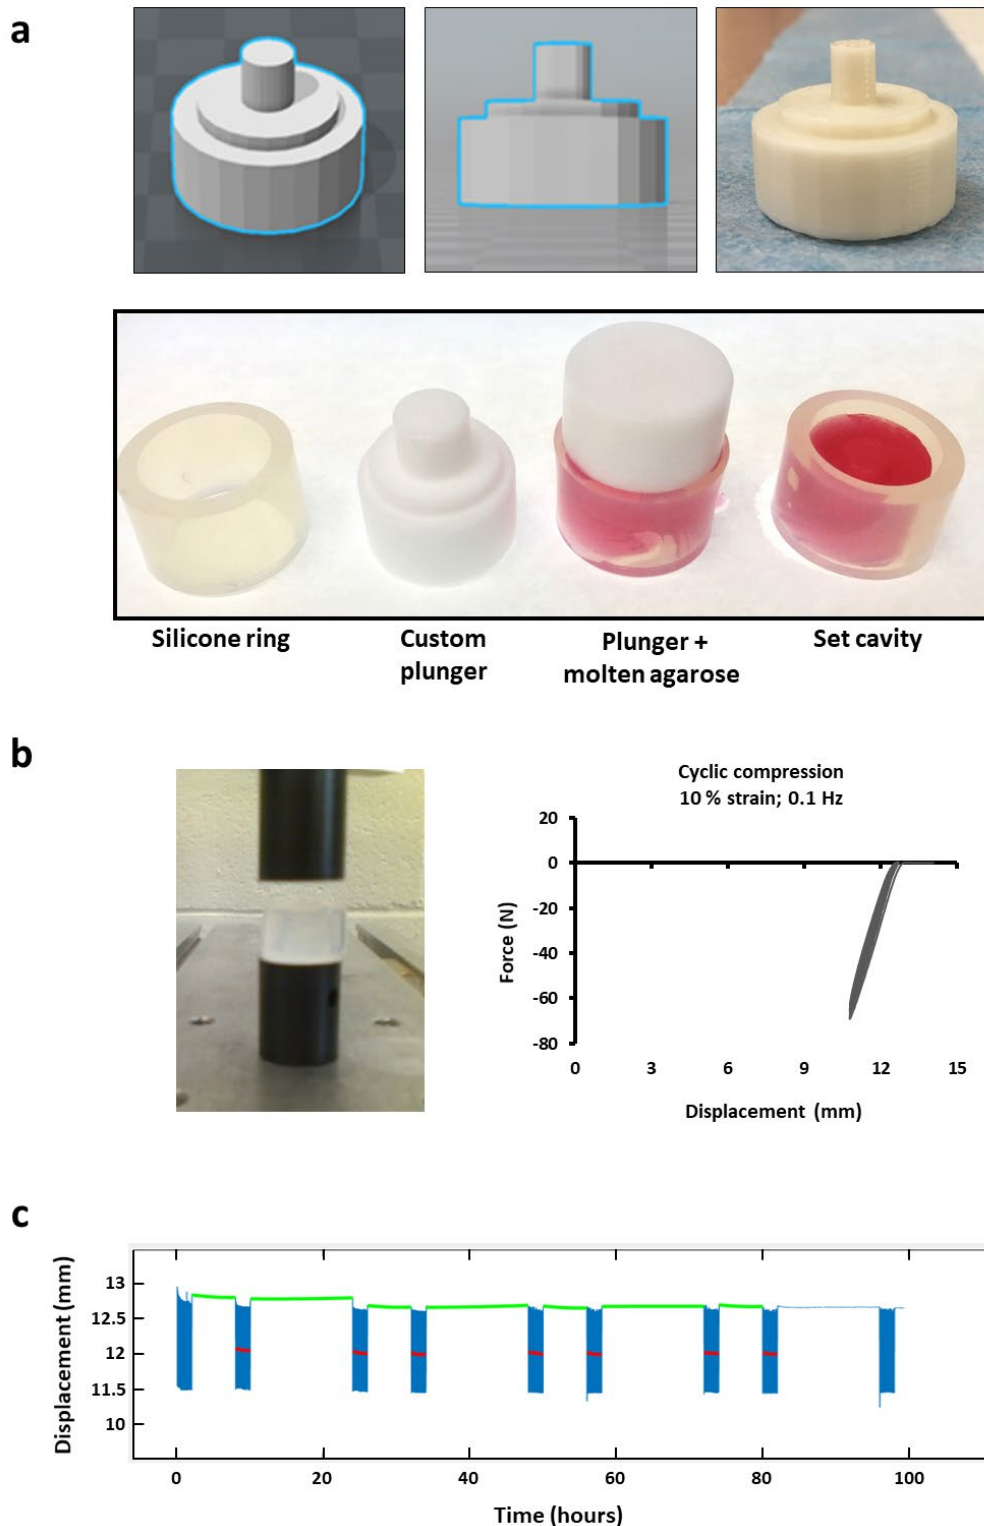 a
Silicone ring
Custom
plunger
Plunger +
molten agarose
Set cavity
b
Cyclic compression
10 % strain; 0.1 Hz
20
0
-20
-40
-60
-80
Force (N)
0 3 6 9 12 15
Displacement (mm)
c
Displacement (mm)
13
12.5
12
11.5
10
0 20 40 60 80 100
Time (hours)